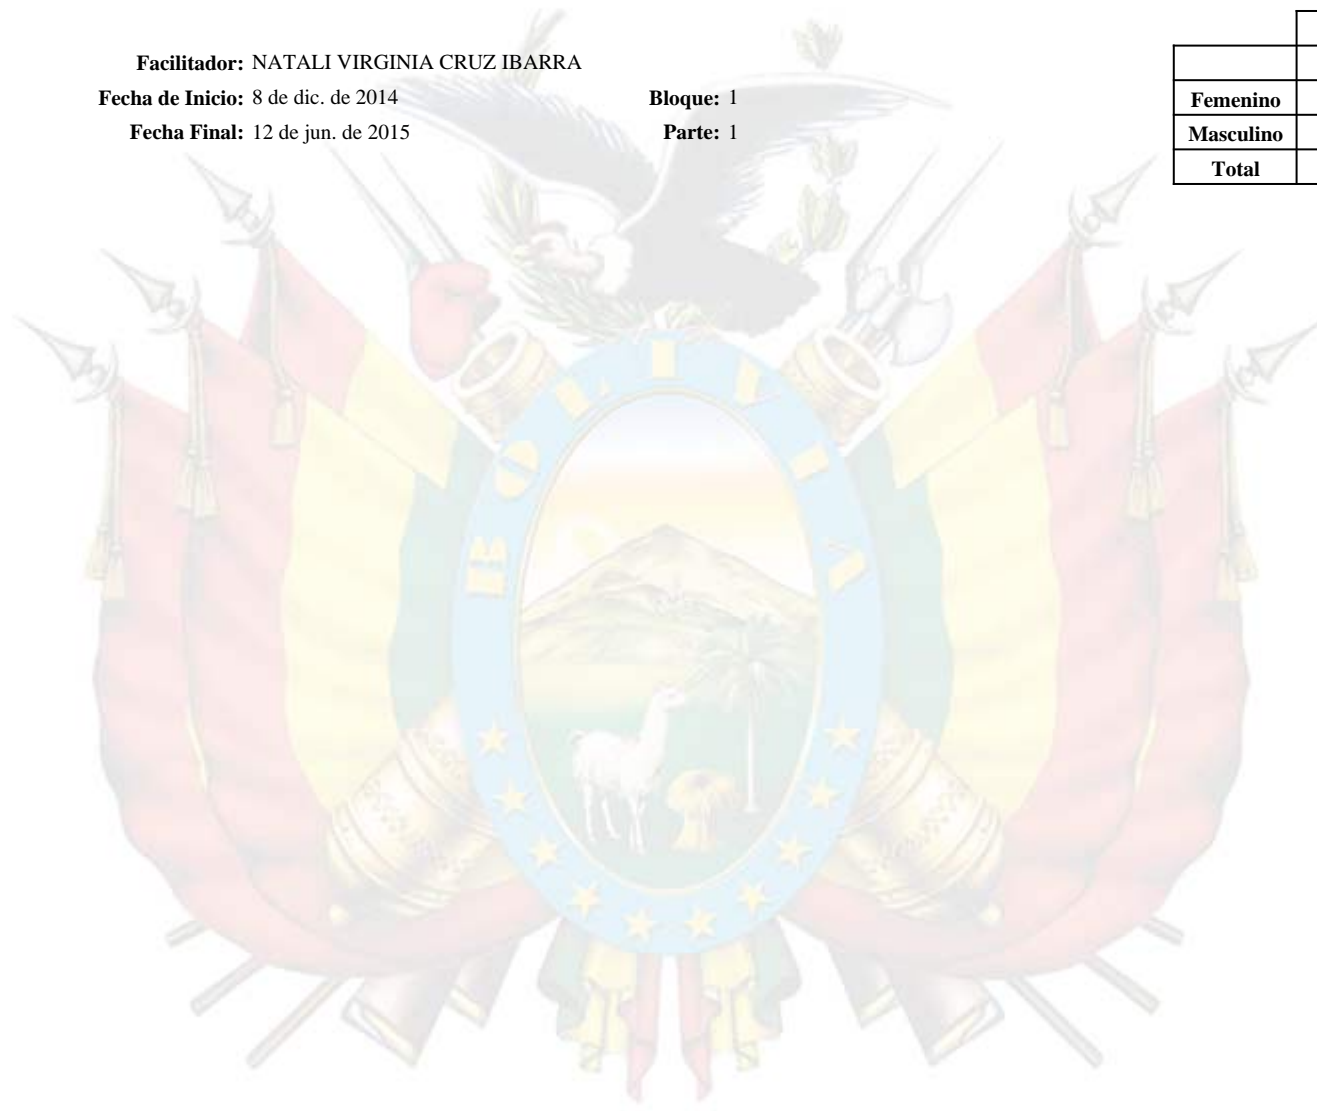 Facilitador: NATALI VIRGINIA CRUZ IBARRA
Fecha de Inicio: 8 de dic. de 2014 Bloque: 1
Fecha Final: 12 de jun. de 2015 Parte: 1
Femenino
Masculino
Total
BOLIVIA